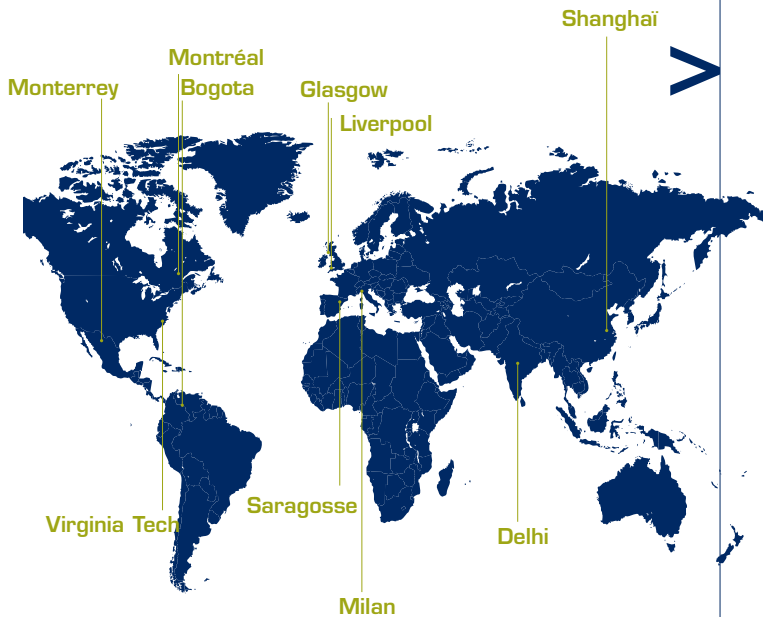 Shanghaï
Montréal
Monterrey
Bogota
Glasgow
Liverpool
Saragosse
Virginia Tech
Delhi
Milan